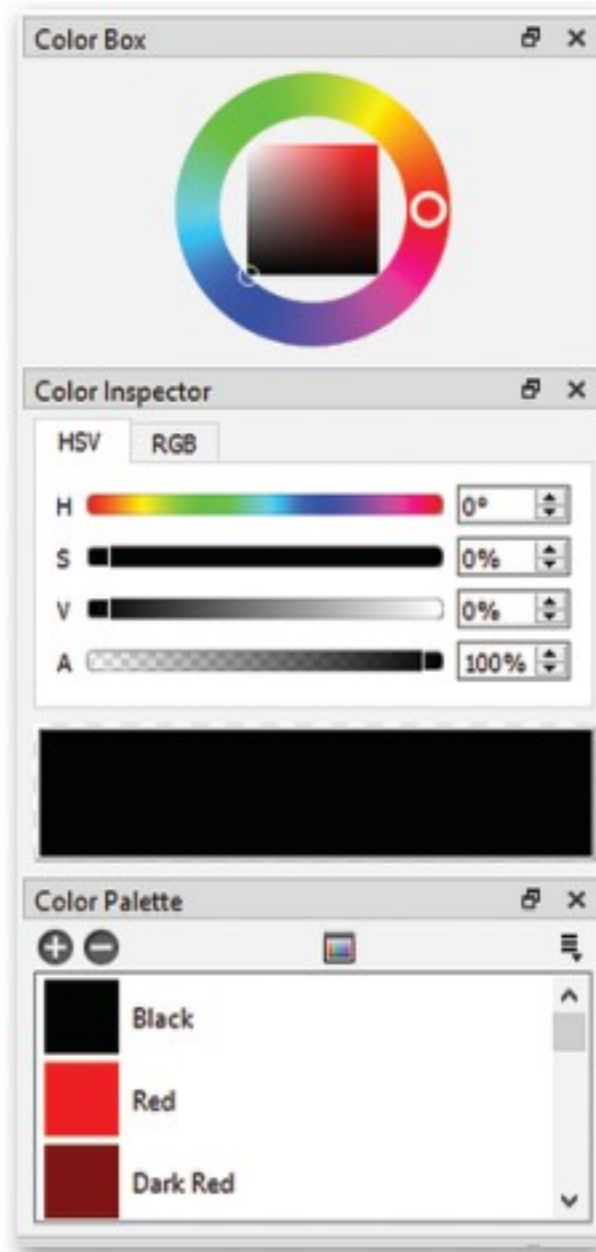 Color Box
Color Inspector
HSV RGB
H 0°
S 0%
V 0%
A 100%
Color Palette
Black
Red
Dark Red